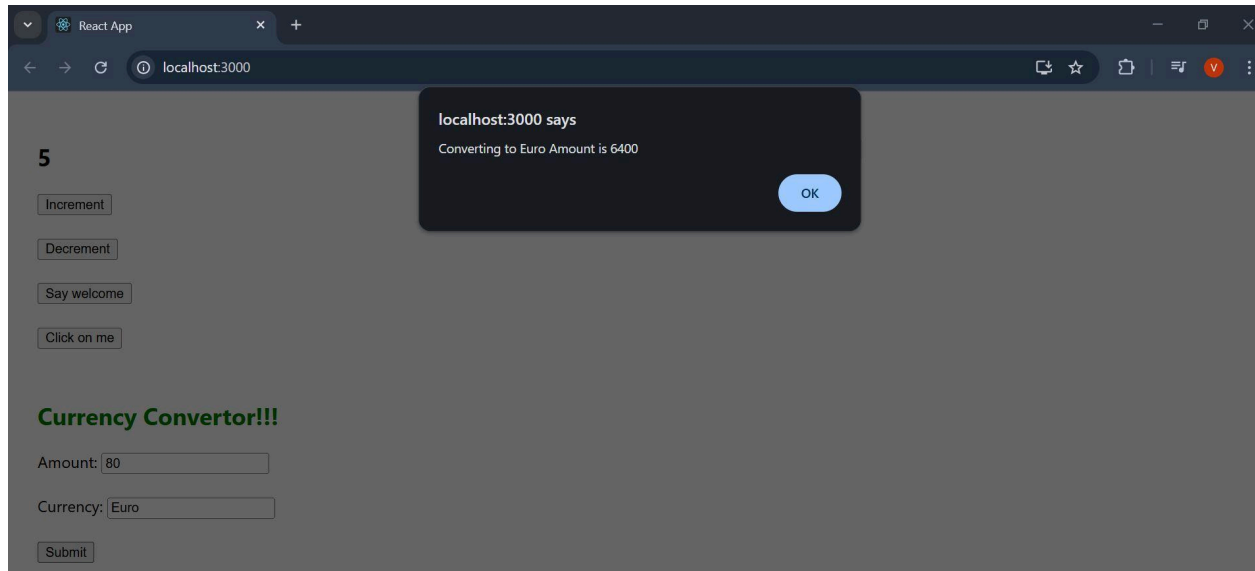 React App
localhost:3000
V
localhost:3000 says
Converting to Euro Amount is 6400
OK
5
Increment
Decrement
Say welcome
Click on me
Currency Convertor!!!
Amount: 80
Currency: Euro
Submit